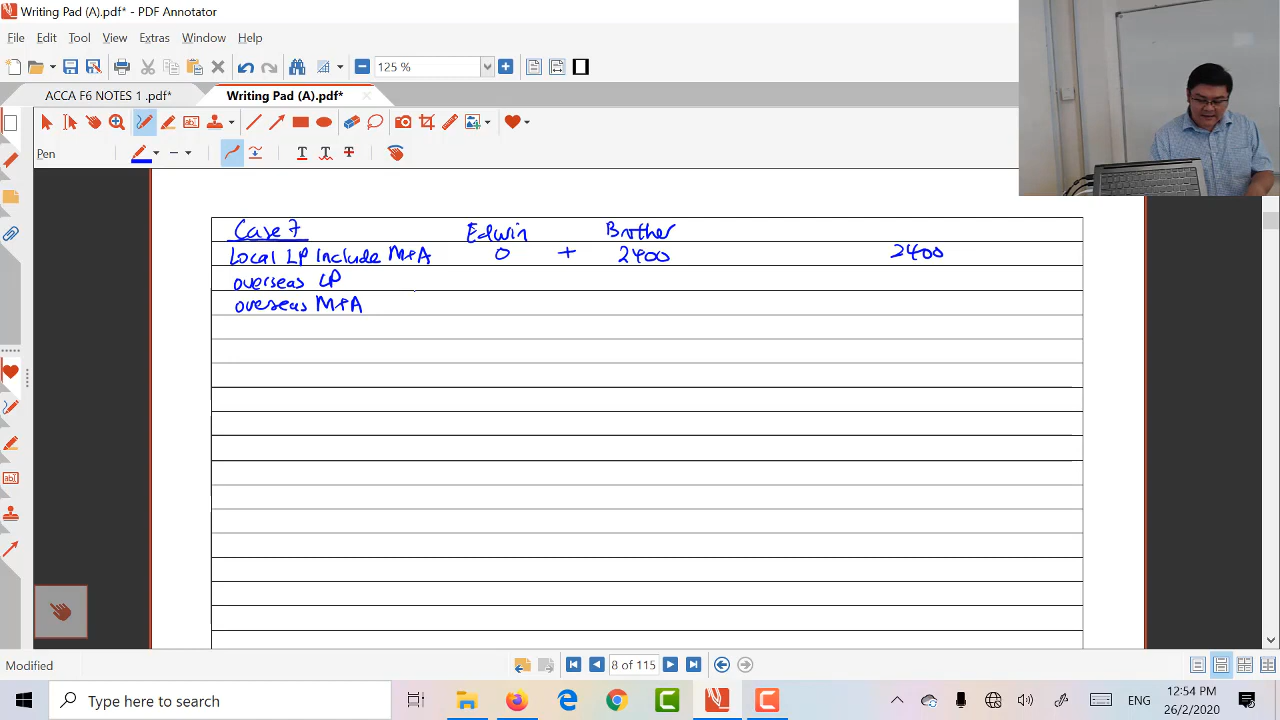 Writing Pad (A).pdf* - PDF Annotator
File Edit Tool View Extras Window Help
125 %
ACCA F6 NOTES 1 .pdf* Writing Pad (A).pdf*
Pen
Case 7 Edwin Brother
Local LP Include M+A 0 + 2400 2400
overseas LP
overseas M+A
8 of 115
Modified
Type here to search
ENG
12:54 PM
26/2/2020